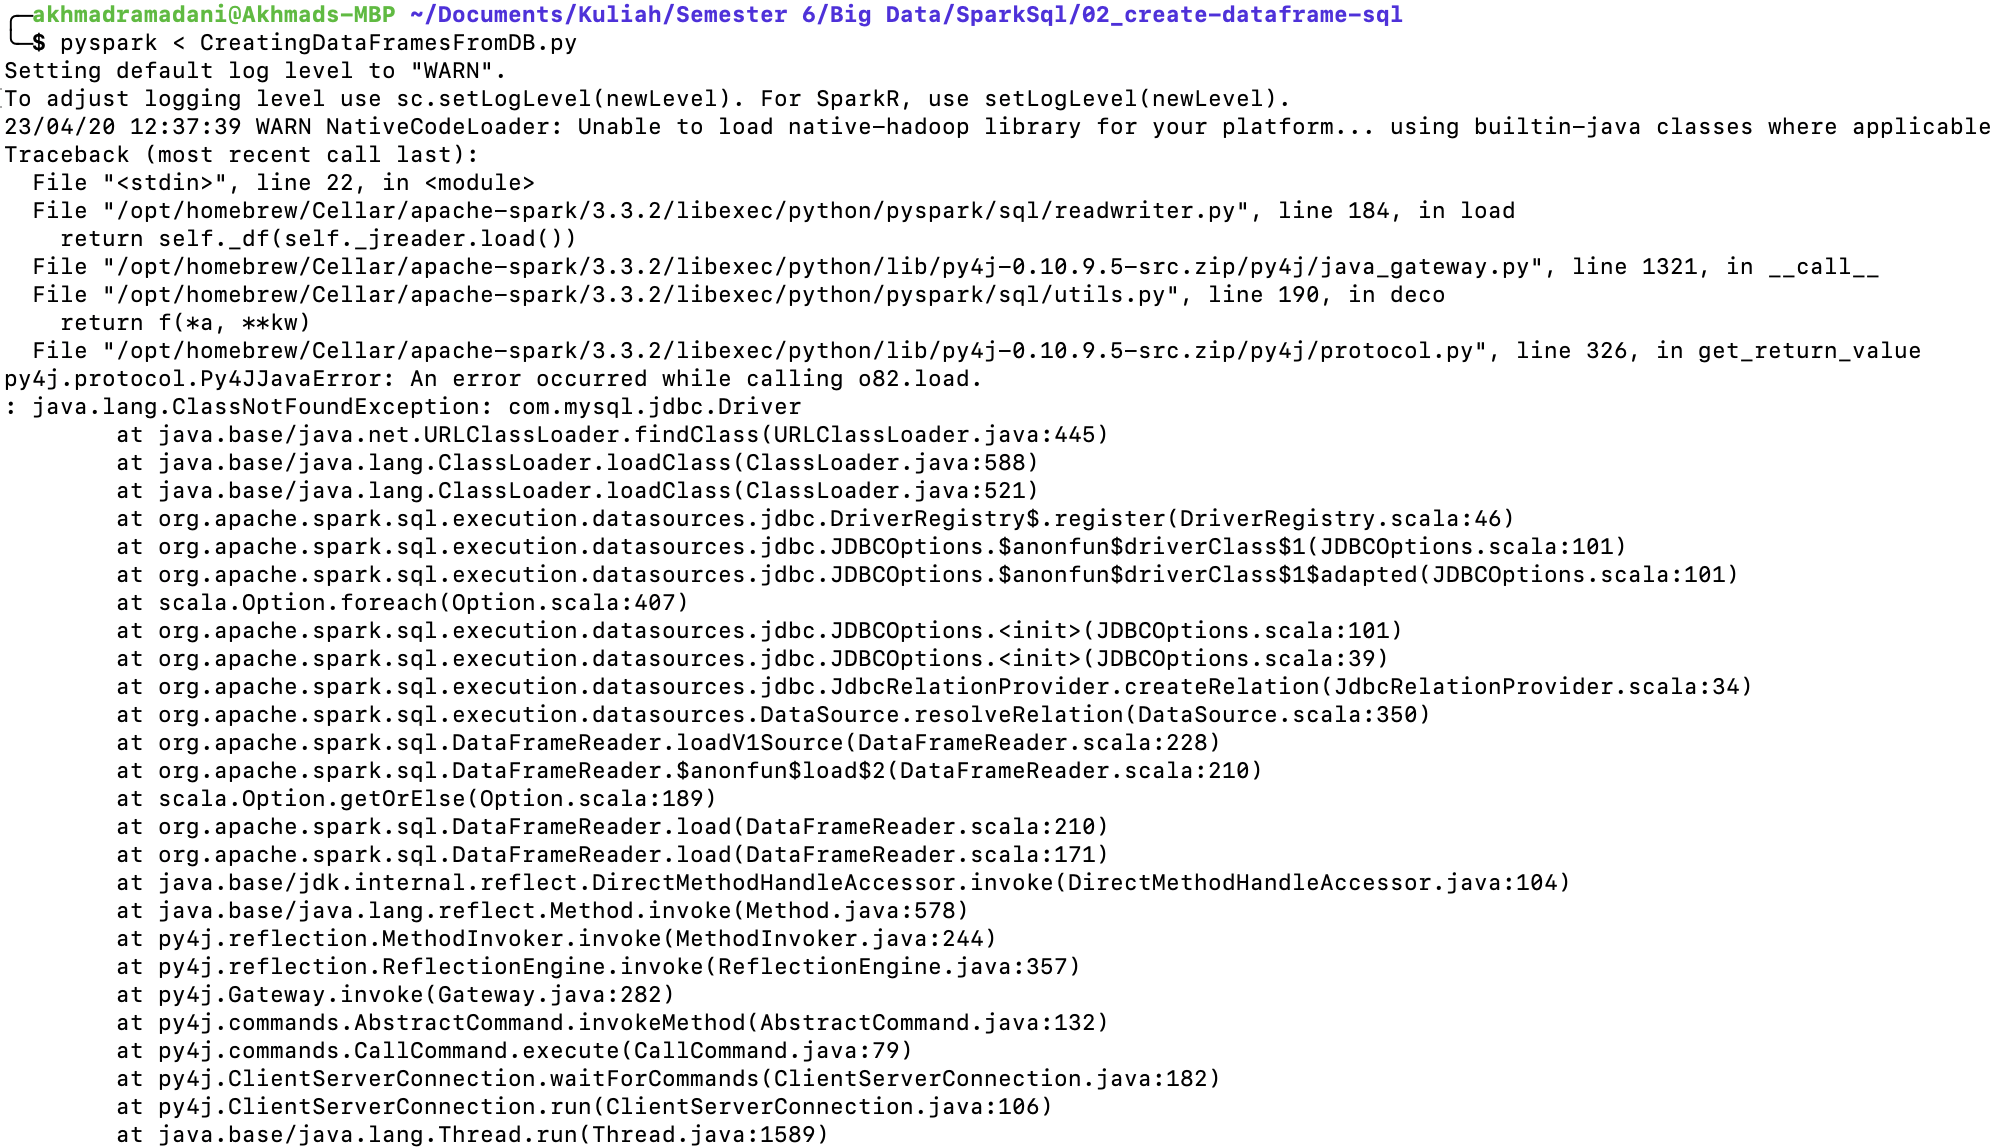 ╭─akhmadramadani@Akhmads-MBP ~/Documents/Kuliah/Semester 6/Big Data/SparkSql/02_create-dataframe-sql
╰─$ pyspark < CreatingDataFramesFromDB.py
Setting default log level to "WARN".
To adjust logging level use sc.setLogLevel(newLevel). For SparkR, use setLogLevel(newLevel).
23/04/20 12:37:39 WARN NativeCodeLoader: Unable to load native-hadoop library for your platform... using builtin-java classes where applicable
Traceback (most recent call last):
  File "<stdin>", line 22, in <module>
  File "/opt/homebrew/Cellar/apache-spark/3.3.2/libexec/python/pyspark/sql/readwriter.py", line 184, in load
    return self._df(self._jreader.load())
  File "/opt/homebrew/Cellar/apache-spark/3.3.2/libexec/python/lib/py4j-0.10.9.5-src.zip/py4j/java_gateway.py", line 1321, in __call__
  File "/opt/homebrew/Cellar/apache-spark/3.3.2/libexec/python/pyspark/sql/utils.py", line 190, in deco
    return f(*a, **kw)
  File "/opt/homebrew/Cellar/apache-spark/3.3.2/libexec/python/lib/py4j-0.10.9.5-src.zip/py4j/protocol.py", line 326, in get_return_value
py4j.protocol.Py4JJavaError: An error occurred while calling o82.load.
: java.lang.ClassNotFoundException: com.mysql.jdbc.Driver
        at java.base/java.net.URLClassLoader.findClass(URLClassLoader.java:445)
        at java.base/java.lang.ClassLoader.loadClass(ClassLoader.java:588)
        at java.base/java.lang.ClassLoader.loadClass(ClassLoader.java:521)
        at org.apache.spark.sql.execution.datasources.jdbc.DriverRegistry$.register(DriverRegistry.scala:46)
        at org.apache.spark.sql.execution.datasources.jdbc.JDBCOptions.$anonfun$driverClass$1(JDBCOptions.scala:101)
        at org.apache.spark.sql.execution.datasources.jdbc.JDBCOptions.$anonfun$driverClass$1$adapted(JDBCOptions.scala:101)
        at scala.Option.foreach(Option.scala:407)
        at org.apache.spark.sql.execution.datasources.jdbc.JDBCOptions.<init>(JDBCOptions.scala:101)
        at org.apache.spark.sql.execution.datasources.jdbc.JDBCOptions.<init>(JDBCOptions.scala:39)
        at org.apache.spark.sql.execution.datasources.jdbc.JdbcRelationProvider.createRelation(JdbcRelationProvider.scala:34)
        at org.apache.spark.sql.execution.datasources.DataSource.resolveRelation(DataSource.scala:350)
        at org.apache.spark.sql.DataFrameReader.loadV1Source(DataFrameReader.scala:228)
        at org.apache.spark.sql.DataFrameReader.$anonfun$load$2(DataFrameReader.scala:210)
        at scala.Option.getOrElse(Option.scala:189)
        at org.apache.spark.sql.DataFrameReader.load(DataFrameReader.scala:210)
        at org.apache.spark.sql.DataFrameReader.load(DataFrameReader.scala:171)
        at java.base/jdk.internal.reflect.DirectMethodHandleAccessor.invoke(DirectMethodHandleAccessor.java:104)
        at java.base/java.lang.reflect.Method.invoke(Method.java:578)
        at py4j.reflection.MethodInvoker.invoke(MethodInvoker.java:244)
        at py4j.reflection.ReflectionEngine.invoke(ReflectionEngine.java:357)
        at py4j.Gateway.invoke(Gateway.java:282)
        at py4j.commands.AbstractCommand.invokeMethod(AbstractCommand.java:132)
        at py4j.commands.CallCommand.execute(CallCommand.java:79)
        at py4j.ClientServerConnection.waitForCommands(ClientServerConnection.java:182)
        at py4j.ClientServerConnection.run(ClientServerConnection.java:106)
        at java.base/java.lang.Thread.run(Thread.java:1589)